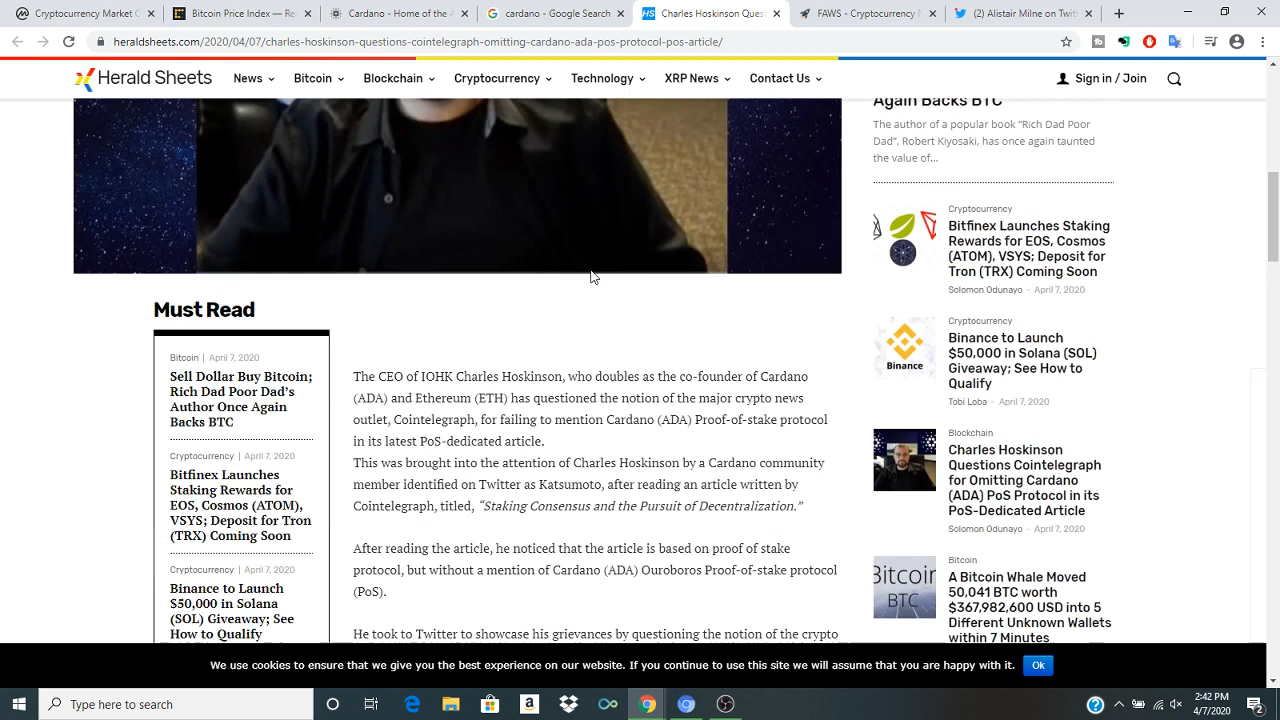 Cryptocurrency Market C
Bitcoin Price Index - Re
Cardano - Home of the A
cardano - Google Search
Charles Hoskinson Ques
FAWS - Cryptocurrency
(2) Alistair Milne on Twit
heraldsheets.com/2020/04/07/charles-hoskinson-questions-cointelegraph-omitting-cardano-ada-pos-protocol-pos-article/
Herald Sheets
News
Bitcoin
Blockchain
Cryptocurrency
Technology
XRP News
Contact Us
Sign in / Join
Again Backs BTC
The author of a popular book “Rich Dad Poor
Dad”, Robert Kiyosaki, has once again taunted
the value of...
Cryptocurrency
Bitfinex Launches Staking
Rewards for EOS, Cosmos
(ATOM), VSYS; Deposit for
Tron (TRX) Coming Soon
Solomon Odunayo - April 7, 2020
Cryptocurrency
Binance to Launch
$50,000 in Solana (SOL)
Giveaway; See How to
Qualify
Tobi Loba - April 7, 2020
BINANCE
Blockchain
Charles Hoskinson
Questions Cointelegraph
for Omitting Cardano
(ADA) PoS Protocol in its
PoS-Dedicated Article
Solomon Odunayo - April 7, 2020
Bitcoin
A Bitcoin Whale Moved
50,041 BTC worth
$367,982,600 USD into 5
Different Unknown Wallets
within 7 Minutes
Bitcoin
BTC
Must Read
Bitcoin | April 7, 2020
Sell Dollar Buy Bitcoin;
Rich Dad Poor Dad’s
Author Once Again
Backs BTC
Cryptocurrency | April 7, 2020
Bitfinex Launches
Staking Rewards for
EOS, Cosmos (ATOM),
VSYS; Deposit for Tron
(TRX) Coming Soon
Cryptocurrency | April 7, 2020
Binance to Launch
$50,000 in Solana
(SOL) Giveaway; See
How to Qualify
The CEO of IOHK Charles Hoskinson, who doubles as the co-founder of Cardano
(ADA) and Ethereum (ETH) has questioned the notion of the major crypto news
outlet, Cointelegraph, for failing to mention Cardano (ADA) Proof-of-stake protocol
in its latest PoS-dedicated article.
This was brought into the attention of Charles Hoskinson by a Cardano community
member identified on Twitter as Katsumoto, after reading an article written by
Cointelegraph, titled, “Staking Consensus and the Pursuit of Decentralization.”
After reading the article, he noticed that the article is based on proof of stake
protocol, but without a mention of Cardano (ADA) Ouroboros Proof-of-stake protocol
(PoS).
He took to Twitter to showcase his grievances by questioning the notion of the crypto
We use cookies to ensure that we give you the best experience on our website. If you continue to use this site we will assume that you are happy with it.
Ok
Type here to search
2:42 PM
4/7/2020